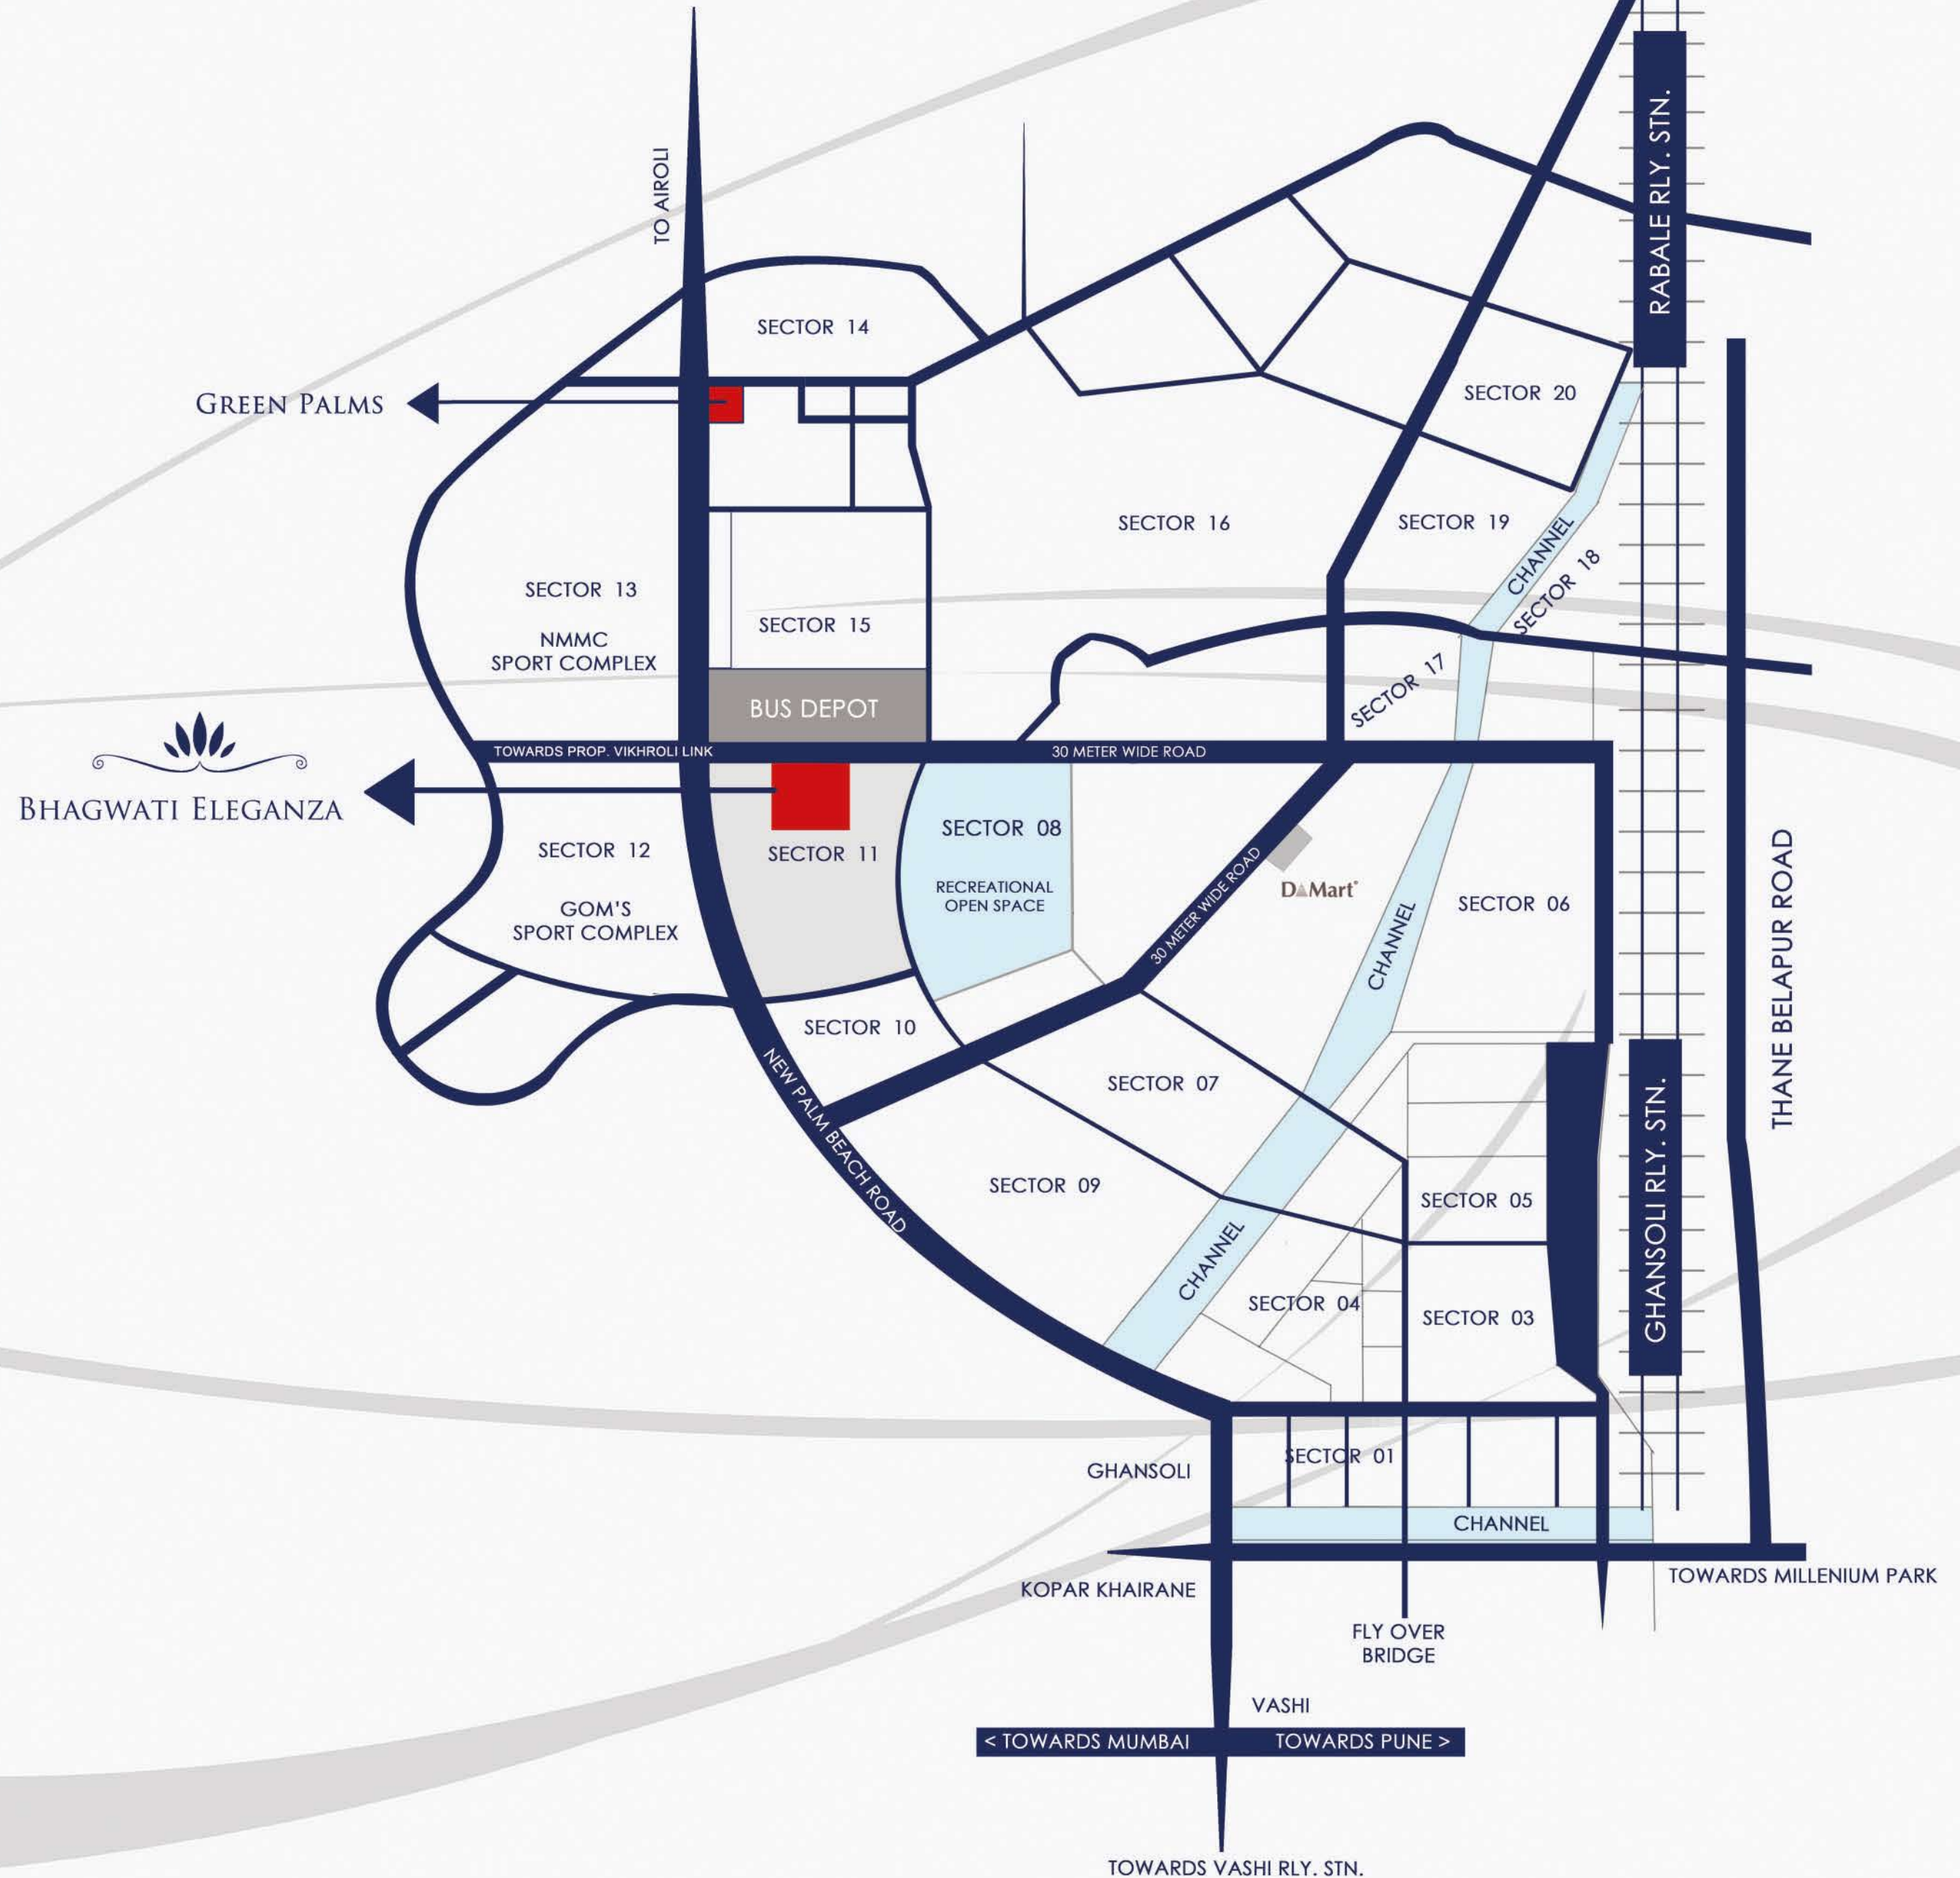 RABALE RLY. STN.
TO AIROLI
SECTOR 14
GREEN PALMS
SECTOR 20
SECTOR 16
SECTOR 19
CHANNEL
SECTOR 18
SECTOR 13
NMMC
SPORT COMPLEX
SECTOR 15
SECTOR 17
BUS DEPOT
TOWARDS PROP. VIKHROLI LINK
30 METER WIDE ROAD
BHAGWATI ELEGANZA
SECTOR 12
GOM'S
SPORT COMPLEX
SECTOR 11
SECTOR 08
RECREATIONAL
OPEN SPACE
30 METER WIDE ROAD
DMart
SECTOR 06
CHANNEL
THANE BELAPUR ROAD
SECTOR 10
NEW PALM BEACH ROAD
SECTOR 07
SECTOR 09
SECTOR 05
GHANSOLI RLY. STN.
CHANNEL
SECTOR 04
SECTOR 03
SECTOR 01
GHANSOLI
CHANNEL
KOPAR KHAIRANE
TOWARDS MILLENIUM PARK
FLY OVER
BRIDGE
VASHI
< TOWARDS MUMBAI
TOWARDS PUNE >
TOWARDS VASHI RLY. STN.